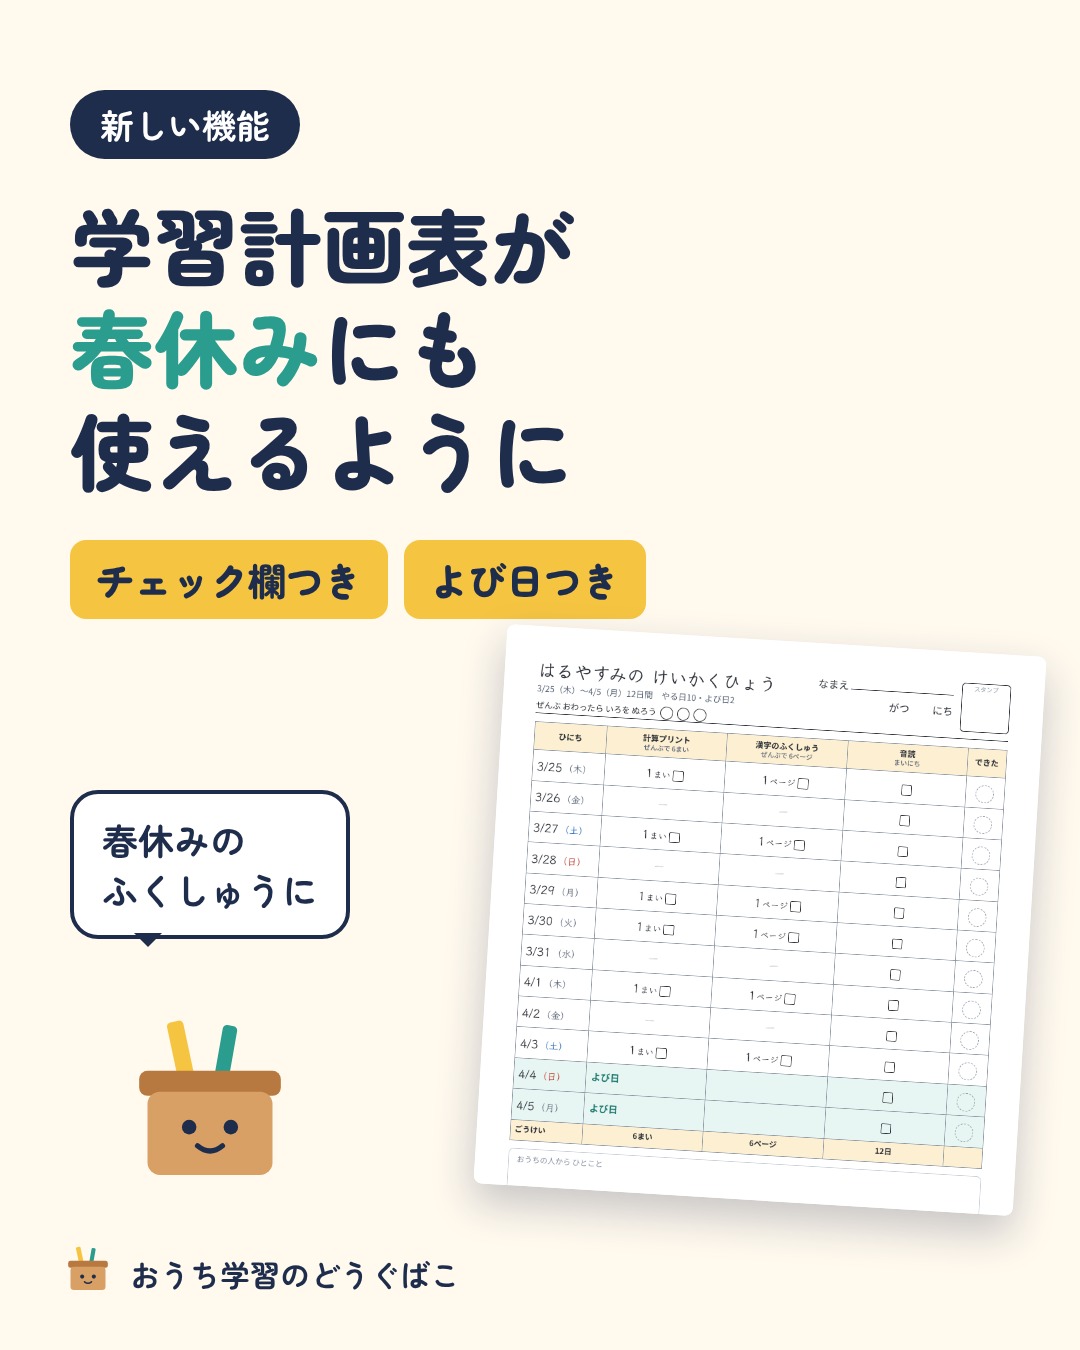 新しい機能
学習計画表が
春休みにも
使えるように
チェック欄つき よび日つき
はるやすみの けいかくひょう
3/25（木）〜4/5（月）12日間 やる日10・よび日2
ぜんぶ おわったら いろを ぬろう
なまえ
がつ にち
スタンプ
ひにち 計算プリント 漢字のふくしゅう 音読 できた
ぜんぶで6まい ぜんぶで6ページ まいにち
3/25（木） 1まい 1ページ
3/26（金） — —
3/27（土） 1まい 1ページ
3/28（日） — —
3/29（月） 1まい 1ページ
3/30（火） 1まい 1ページ
3/31（水） — —
4/1（木） 1まい 1ページ
4/2（金） — —
4/3（土） 1まい 1ページ
4/4（日） よび日
4/5（月） よび日
ごうけい 6まい 6ページ 12日
おうちの人から ひとこと
春休みの
ふくしゅうに
おうち学習のどうぐばこ